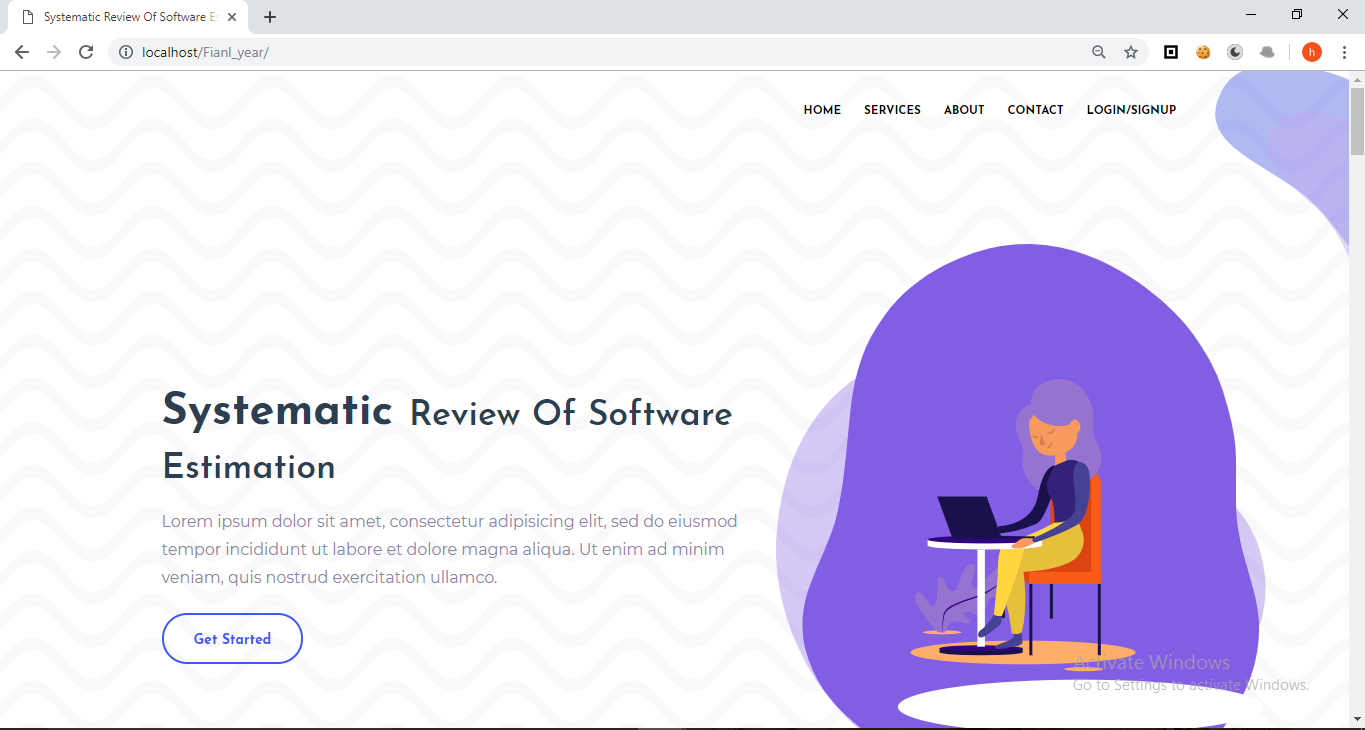 Systematic Review Of Software Es
localhost/Fianl_year/
h
HOME SERVICES ABOUT CONTACT LOGIN/SIGNUP
Systematic Review Of Software
Estimation
Lorem ipsum dolor sit amet, consectetur adipisicing elit, sed do eiusmod
tempor incididunt ut labore et dolore magna aliqua. Ut enim ad minim
veniam, quis nostrud exercitation ullamco.
Get Started
Activate Windows
Go to Settings to activate Windows.